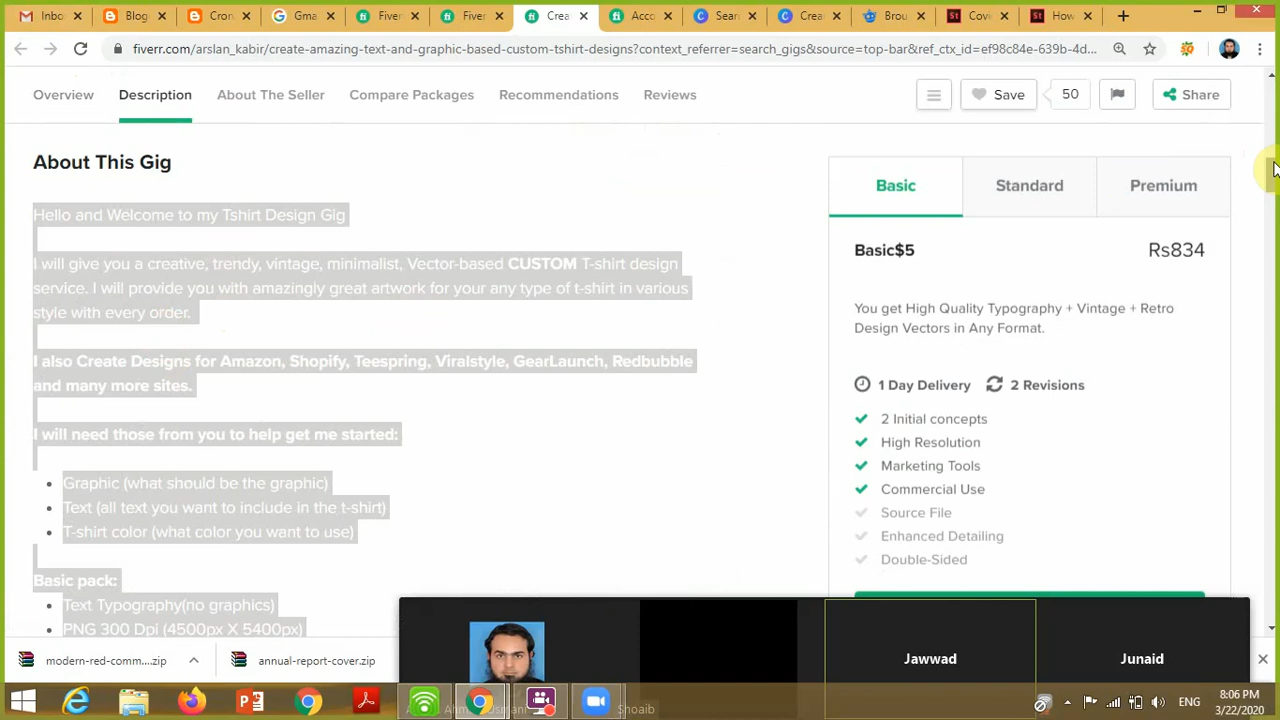 Inbo
Blog
Cron
Gma
Fiver
Fiver
Crea
Acco
Sear
Crea
Brou
Covi
How
fiverr.com/arslan_kabir/create-amazing-text-and-graphic-based-custom-tshirt-designs?context_referrer=search_gigs&source=top-bar&ref_ctx_id=ef98c84e-639b-4d...
Overview Description About The Seller Compare Packages Recommendations Reviews
Save 50 Share
About This Gig
Hello and Welcome to my Tshirt Design Gig
I will give you a creative, trendy, vintage, minimalist, Vector-based CUSTOM T-shirt design
service. I will provide you with amazingly great artwork for your any type of t-shirt in various
style with every order.
I also Create Designs for Amazon, Shopify, Teespring, Viralstyle, GearLaunch, Redbubble
and many more sites.
I will need those from you to help get me started:
Graphic (what should be the graphic)
Text (all text you want to include in the t-shirt)
T-shirt color (what color you want to use)
Basic pack:
Text Typography(no graphics)
PNG 300 Dpi (4500px X 5400px)
Basic Standard Premium
Basic$5 Rs834
You get High Quality Typography + Vintage + Retro
Design Vectors in Any Format.
1 Day Delivery 2 Revisions
2 Initial concepts
High Resolution
Marketing Tools
Commercial Use
Source File
Enhanced Detailing
Double-Sided
Jawwad
Junaid
modern-red-comm....zip
annual-report-cover.zip
Shoaib
ENG
8:06 PM
3/22/2020